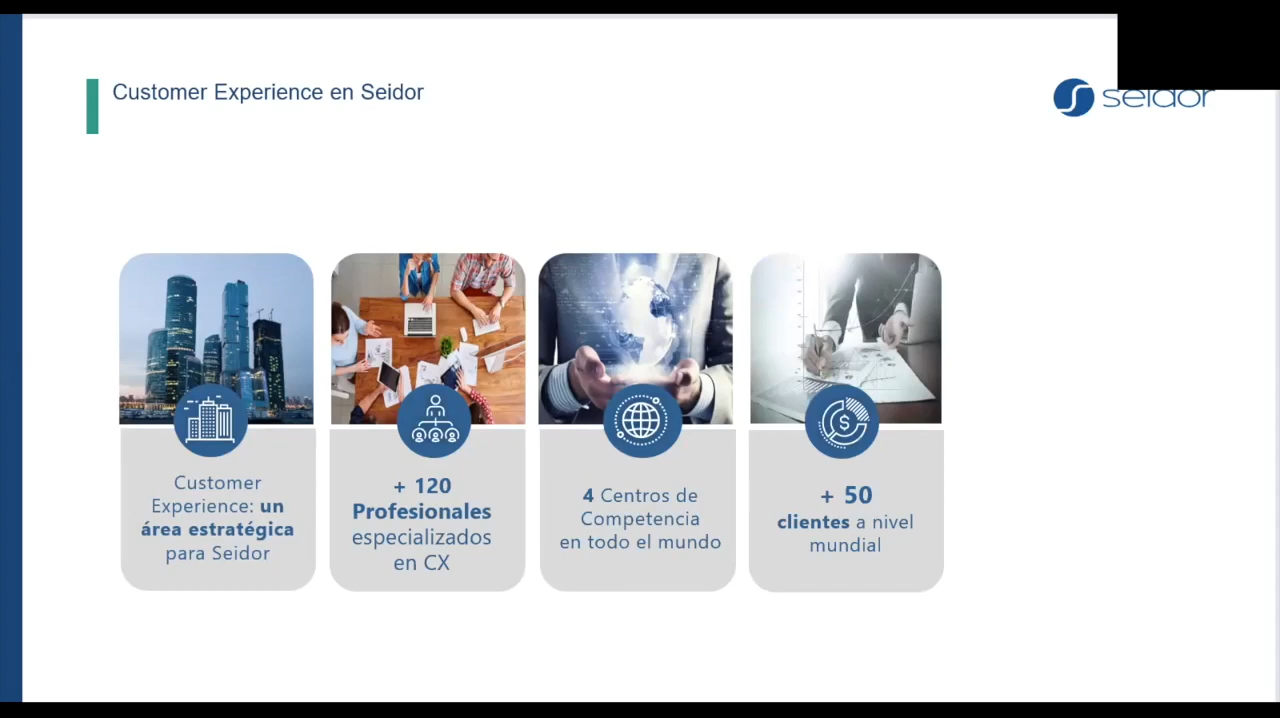 Customer Experience en Seidor
seidor
Customer
Experience: un
área estratégica
para Seidor
+ 120
Profesionales
especializados
en CX
4 Centros de
Competencia
en todo el mundo
+ 50
clientes a nivel
mundial